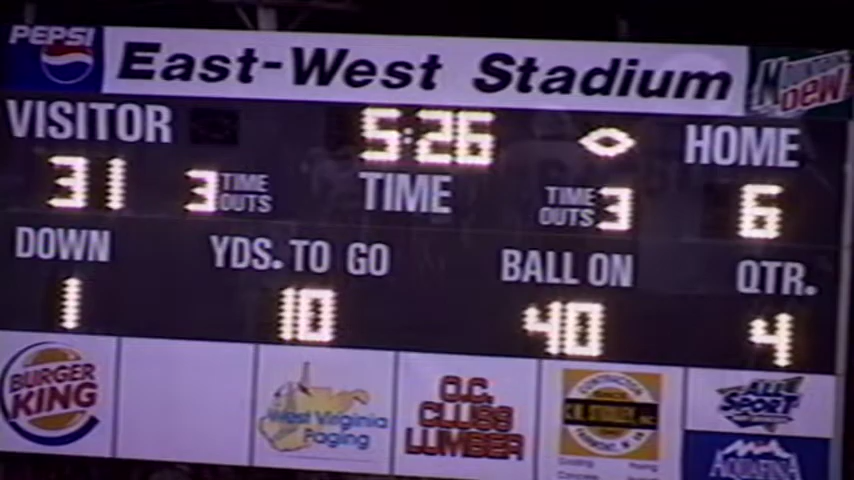 PEPSI
East-West Stadium
MOUNTAIN DEW
VISITOR
5:26
HOME
31
3 TIME OUTS
TIME
TIME OUTS 3
6
DOWN
YDS. TO GO
BALL ON
QTR.
1
10
40
4
BURGER KING
West Virginia Paging
O.C. CLUSS LUMBER
ALL SPORT
AQUAFINA